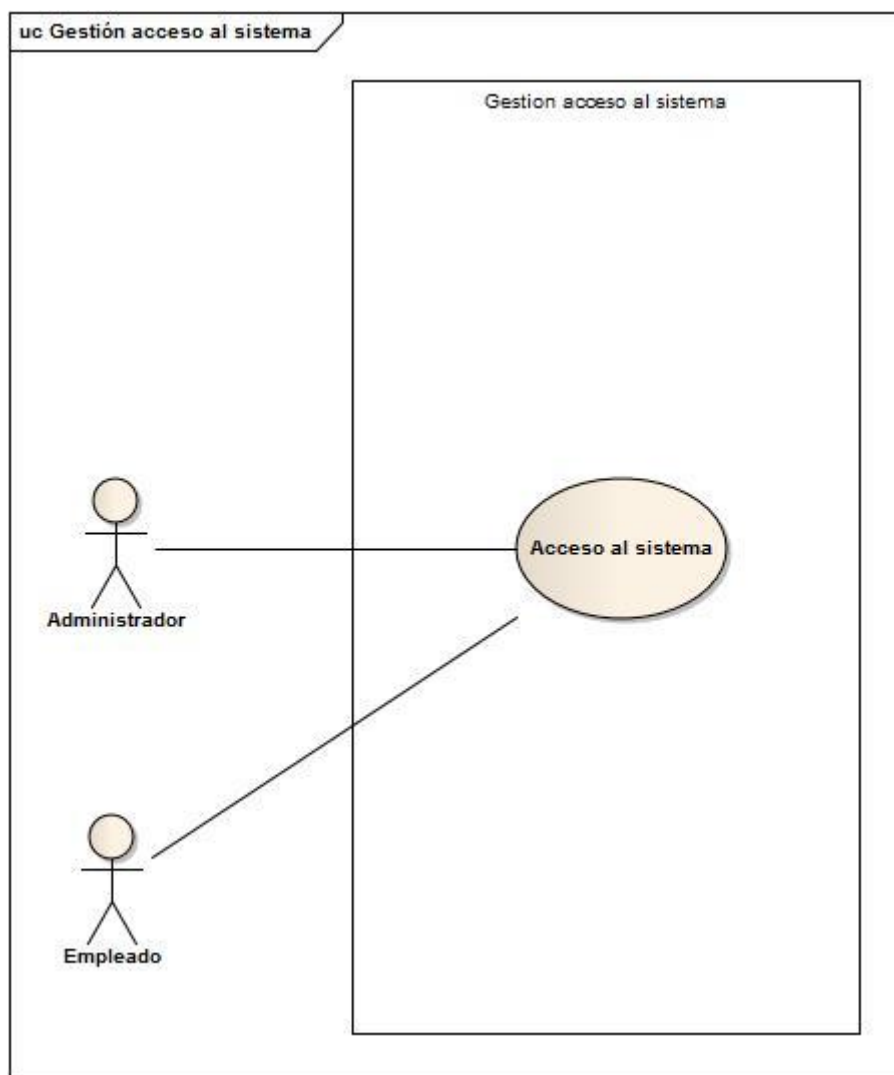 uc Gestión acceso al sistema
Gestion acceso al sistema
Acceso al sistema
Administrador
Empleado